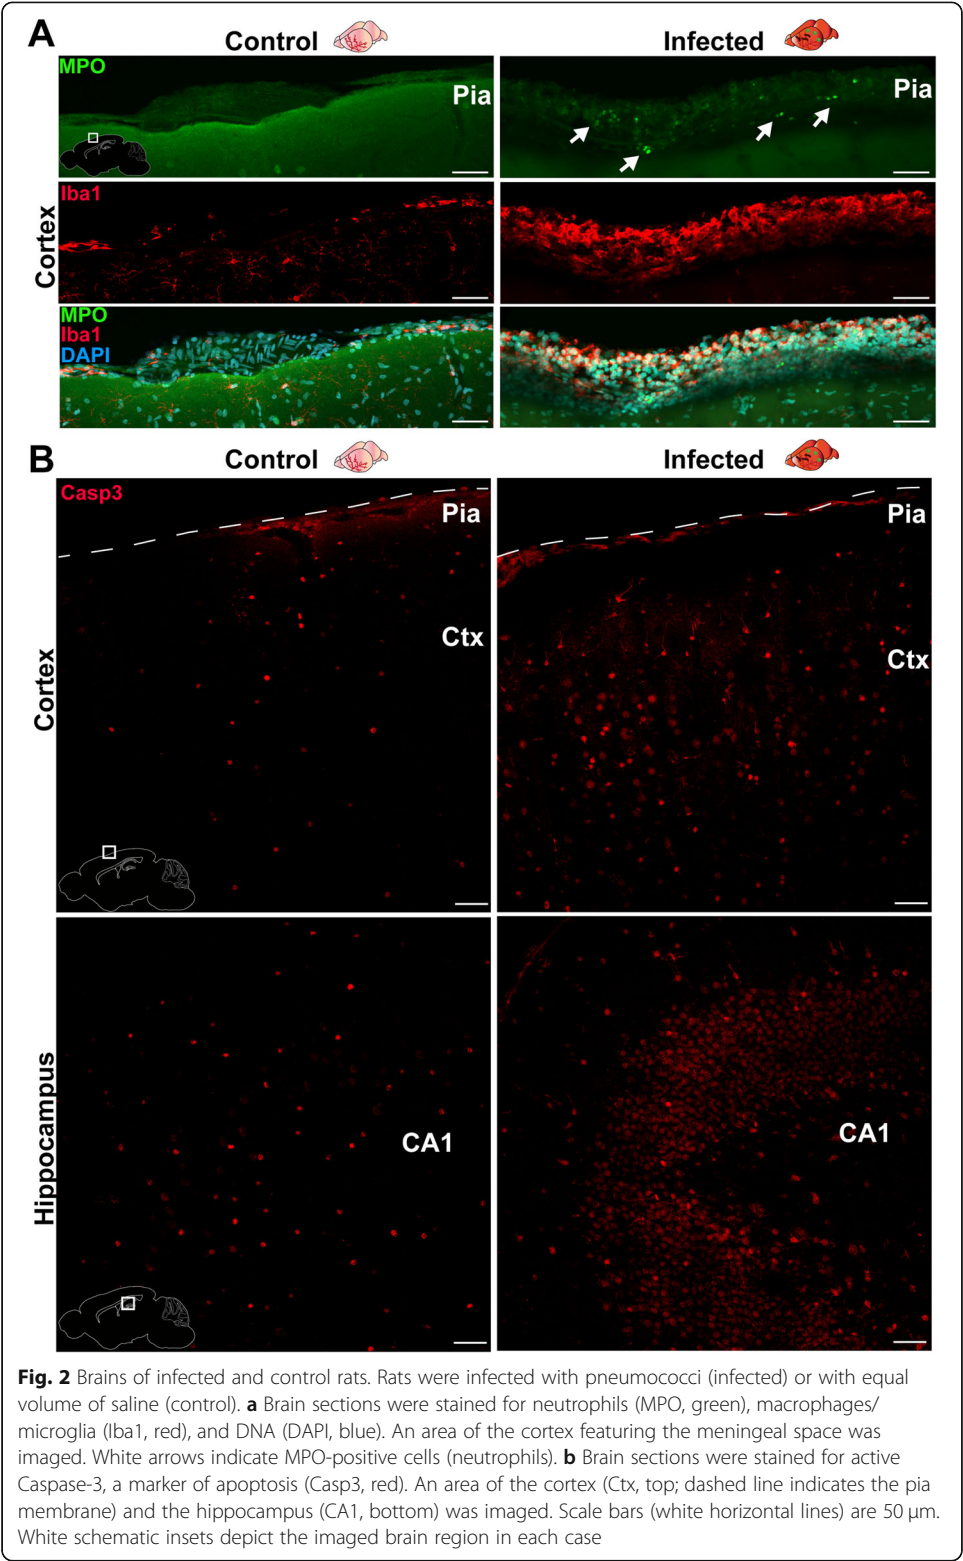 A
Control
Infected
MPO
Pia
Pia
Cortex
Iba1
MPO
Iba1
DAPI
B
Control
Infected
Casp3
Pia
Pia
Ctx
Ctx
Cortex
Hippocampus
CA1
CA1
Fig. 2 Brains of infected and control rats. Rats were infected with pneumococci (infected) or with equal
volume of saline (control). a Brain sections were stained for neutrophils (MPO, green), macrophages/
microglia (Iba1, red), and DNA (DAPI, blue). An area of the cortex featuring the meningeal space was
imaged. White arrows indicate MPO-positive cells (neutrophils). b Brain sections were stained for active
Caspase-3, a marker of apoptosis (Casp3, red). An area of the cortex (Ctx, top; dashed line indicates the pia
membrane) and the hippocampus (CA1, bottom) was imaged. Scale bars (white horizontal lines) are 50 μm.
White schematic insets depict the imaged brain region in each case